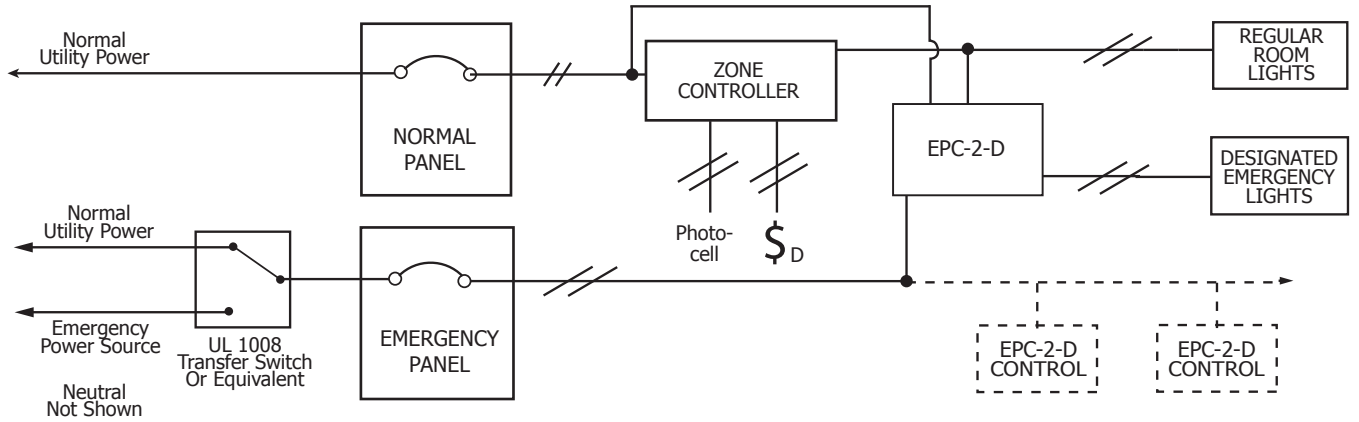 Normal
Utility Power
NORMAL
PANEL
ZONE
CONTROLLER
REGULAR
ROOM
LIGHTS
EPC-2-D
DESIGNATED
EMERGENCY
LIGHTS
Photo-
cell
$ D
Normal
Utility Power
Emergency
Power Source
UL 1008
Transfer Switch
Or Equivalent
EMERGENCY
PANEL
EPC-2-D
CONTROL
EPC-2-D
CONTROL
Neutral
Not Shown